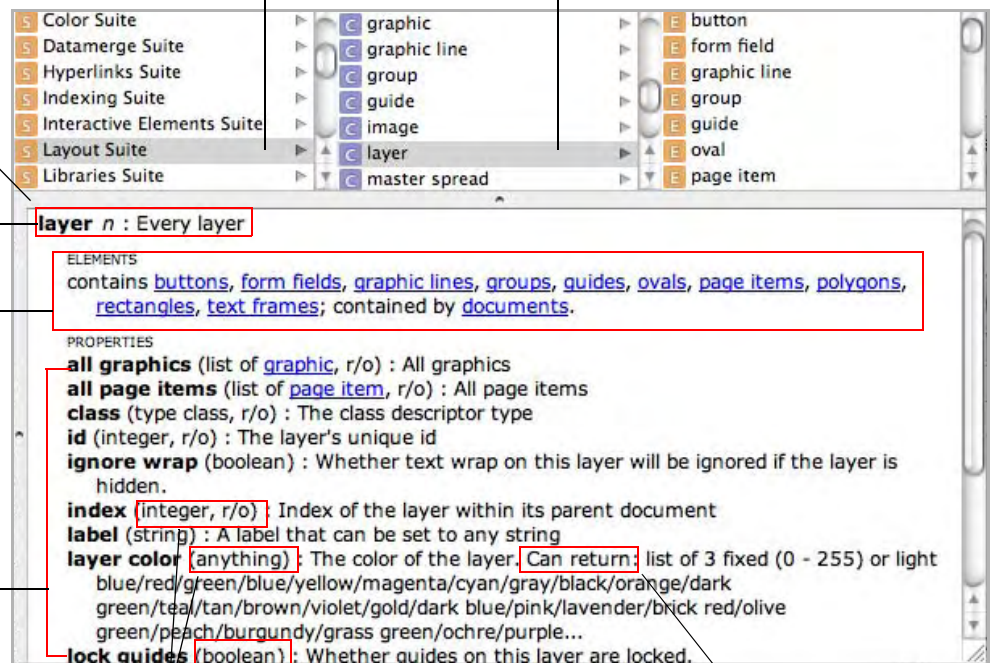 S Color Suite
S Datamerge Suite
S Hyperlinks Suite
S Indexing Suite
S Interactive Elements Suite
S Layout Suite
S Libraries Suite
C graphic
C graphic line
C group
C guide
C image
C layer
C master spread
E button
E form field
E graphic line
E group
E guide
E oval
E page item
layer n : Every layer
ELEMENTS
contains buttons, form fields, graphic lines, groups, guides, ovals, page items, polygons,
rectangles, text frames; contained by documents.
PROPERTIES
all graphics (list of graphic, r/o) : All graphics
all page items (list of page item, r/o) : All page items
class (type class, r/o) : The class descriptor type
id (integer, r/o) : The layer's unique id
ignore wrap (boolean) : Whether text wrap on this layer will be ignored if the layer is
hidden.
index (integer, r/o) : Index of the layer within its parent document
label (string) : A label that can be set to any string
layer color (anything) : The color of the layer. Can return: list of 3 fixed (0 - 255) or light
blue/red/green/blue/yellow/magenta/cyan/gray/black/orange/dark
green/teal/tan/brown/violet/gold/dark blue/pink/lavender/brick red/olive
green/peach/burgundy/grass green/ochre/purple...
lock guides (boolean) : Whether guides on this layer are locked.